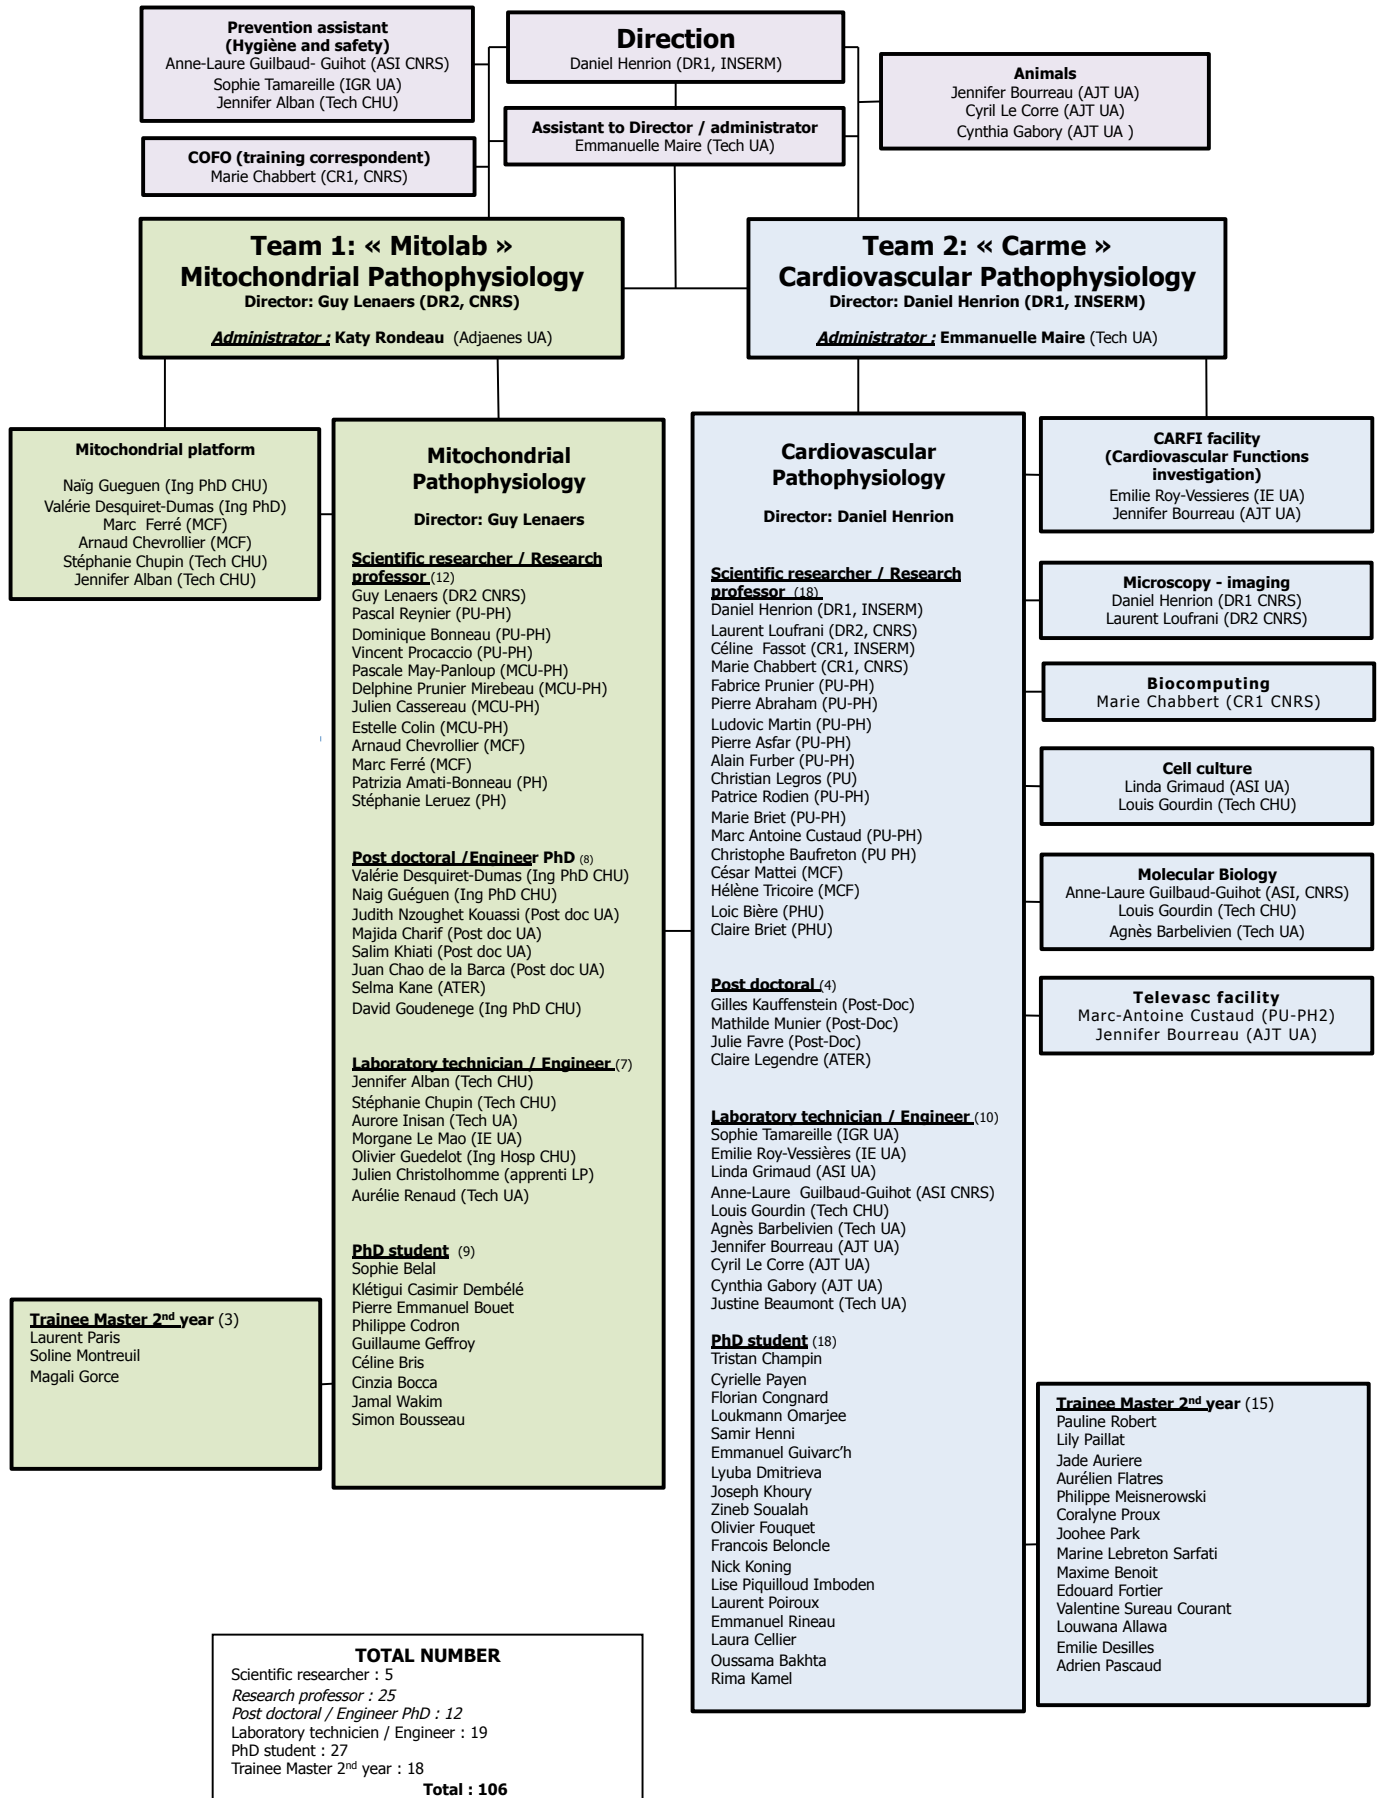 Prevention assistant
(Hygiène and safety)
Anne-Laure Guilbaud- Guihot (ASI CNRS)
Sophie Tamareille (IGR UA)
Jennifer Alban (Tech CHU)
Direction
Daniel Henrion (DR1, INSERM)
Animals
Jennifer Bourreau (AJT UA)
Cyril Le Corre (AJT UA)
Cynthia Gabory (AJT UA )
Assistant to Director / administrator
Emmanuelle Maire (Tech UA)
COFO (training correspondent)
Marie Chabbert (CR1, CNRS)
Team 1: « Mitolab »
Mitochondrial Pathophysiology
Director: Guy Lenaers (DR2, CNRS)
Administrator : Katy Rondeau (Adjaenes UA)
Team 2: « Carme »
Cardiovascular Pathophysiology
Director: Daniel Henrion (DR1, INSERM)
Administrator : Emmanuelle Maire (Tech UA)
Mitochondrial platform
Naïg Gueguen (Ing PhD CHU)
Valérie Desquiret-Dumas (Ing PhD)
Marc Ferré (MCF)
Arnaud Chevrollier (MCF)
Stéphanie Chupin (Tech CHU)
Jennifer Alban (Tech CHU)
Mitochondrial
Pathophysiology
Director: Guy Lenaers
Scientific researcher / Research
professor (12)
Guy Lenaers (DR2 CNRS)
Pascal Reynier (PU-PH)
Dominique Bonneau (PU-PH)
Vincent Procaccio (PU-PH)
Pascale May-Panloup (MCU-PH)
Delphine Prunier Mirebeau (MCU-PH)
Julien Cassereau (MCU-PH)
Estelle Colin (MCU-PH)
Arnaud Chevrollier (MCF)
Marc Ferré (MCF)
Patrizia Amati-Bonneau (PH)
Stéphanie Leruez (PH)
Post doctoral /Engineer PhD (8)
Valérie Desquiret-Dumas (Ing PhD CHU)
Naig Guéguen (Ing PhD CHU)
Judith Nzoughet Kouassi (Post doc UA)
Majida Charif (Post doc UA)
Salim Khiati (Post doc UA)
Juan Chao de la Barca (Post doc UA)
Selma Kane (ATER)
David Goudenege (Ing PhD CHU)
Laboratory technician / Engineer (7)
Jennifer Alban (Tech CHU)
Stéphanie Chupin (Tech CHU)
Aurore Inisan (Tech UA)
Morgane Le Mao (IE UA)
Olivier Guedelot (Ing Hosp CHU)
Julien Christolhomme (apprenti LP)
Aurélie Renaud (Tech UA)
PhD student (9)
Sophie Belal
Klétigui Casimir Dembélé
Pierre Emmanuel Bouet
Philippe Codron
Guillaume Geffroy
Céline Bris
Cinzia Bocca
Jamal Wakim
Simon Bousseau
Trainee Master 2nd year (3)
Laurent Paris
Soline Montreuil
Magali Gorce
Cardiovascular
Pathophysiology
Director: Daniel Henrion
Scientific researcher / Research
professor (18)
Daniel Henrion (DR1, INSERM)
Laurent Loufrani (DR2, CNRS)
Céline Fassot (CR1, INSERM)
Marie Chabbert (CR1, CNRS)
Fabrice Prunier (PU-PH)
Pierre Abraham (PU-PH)
Ludovic Martin (PU-PH)
Pierre Asfar (PU-PH)
Alain Furber (PU-PH)
Christian Legros (PU)
Patrice Rodien (PU-PH)
Marie Briet (PU-PH)
Marc Antoine Custaud (PU-PH)
Christophe Baufreton (PU PH)
César Mattei (MCF)
Hélène Tricoire (MCF)
Loic Bière (PHU)
Claire Briet (PHU)
Post doctoral (4)
Gilles Kauffenstein (Post-Doc)
Mathilde Munier (Post-Doc)
Julie Favre (Post-Doc)
Claire Legendre (ATER)
Laboratory technician / Engineer (10)
Sophie Tamareille (IGR UA)
Emilie Roy-Vessières (IE UA)
Linda Grimaud (ASI UA)
Anne-Laure Guilbaud-Guihot (ASI CNRS)
Louis Gourdin (Tech CHU)
Agnès Barbelivien (Tech UA)
Jennifer Bourreau (AJT UA)
Cyril Le Corre (AJT UA)
Cynthia Gabory (AJT UA)
Justine Beaumont (Tech UA)
PhD student (18)
Tristan Champin
Cyrielle Payen
Florian Congnard
Loukmann Omarjee
Samir Henni
Emmanuel Guivarc'h
Lyuba Dmitrieva
Joseph Khoury
Zineb Soualah
Olivier Fouquet
Francois Beloncle
Nick Koning
Lise Piquilloud Imboden
Laurent Poiroux
Emmanuel Rineau
Laura Cellier
Oussama Bakhta
Rima Kamel
CARFI facility
(Cardiovascular Functions
investigation)
Emilie Roy-Vessieres (IE UA)
Jennifer Bourreau (AJT UA)
Microscopy - imaging
Daniel Henrion (DR1 CNRS)
Laurent Loufrani (DR2 CNRS)
Biocomputing
Marie Chabbert (CR1 CNRS)
Cell culture
Linda Grimaud (ASI UA)
Louis Gourdin (Tech CHU)
Molecular Biology
Anne-Laure Guilbaud-Guihot (ASI, CNRS)
Louis Gourdin (Tech CHU)
Agnès Barbelivien (Tech UA)
Televasc facility
Marc-Antoine Custaud (PU-PH2)
Jennifer Bourreau (AJT UA)
Trainee Master 2nd year (15)
Pauline Robert
Lily Paillat
Jade Auriere
Aurélien Flatres
Philippe Meisnerowski
Coralyne Proux
Joohee Park
Marine Lebreton Sarfati
Maxime Benoit
Edouard Fortier
Valentine Sureau Courant
Louwana Allawa
Emilie Desilles
Adrien Pascaud
TOTAL NUMBER
Scientific researcher : 5
Research professor : 25
Post doctoral / Engineer PhD : 12
Laboratory technicien / Engineer : 19
PhD student : 27
Trainee Master 2nd year : 18
Total : 106